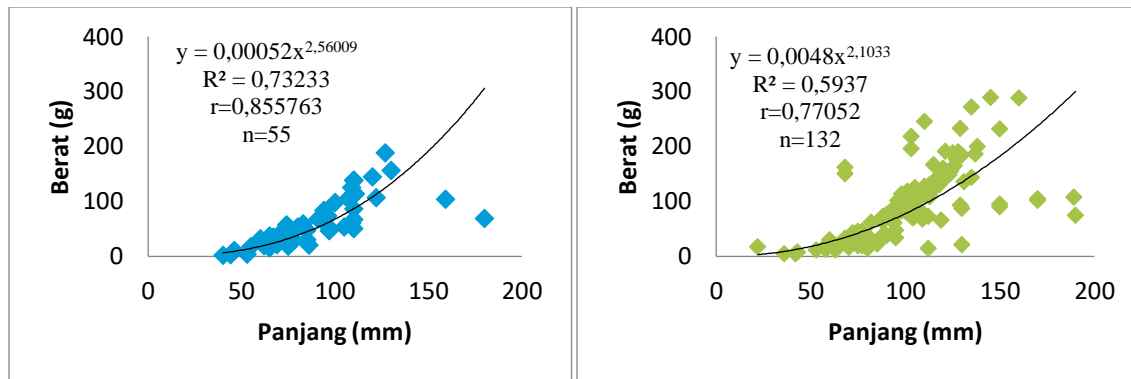 400
300
200
100
0
Berat (g)
y = 0,00052x^2,56009
R² = 0,73233
r=0,855763
n=55
0 50 100 150 200
Panjang (mm)
400
300
200
100
0
Berat (g)
y = 0,0048x^2,1033
R² = 0,5937
r=0,77052
n=132
0 50 100 150 200
Panjang (mm)